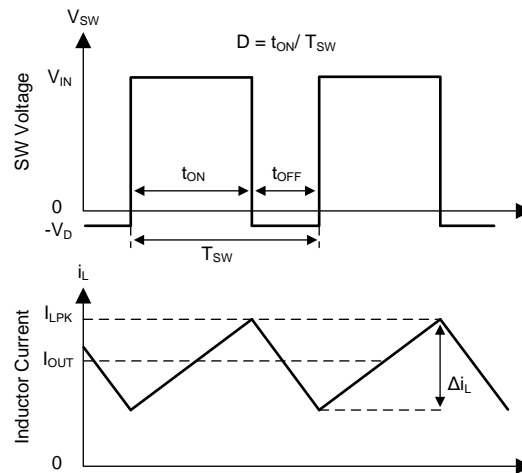 V_SW
D = t_ON/ T_SW
V_IN
SW Voltage
t_ON
t_OFF
0
-V_D
T_SW
i_L
I_LPK
I_OUT
Inductor Current
Δi_L
0